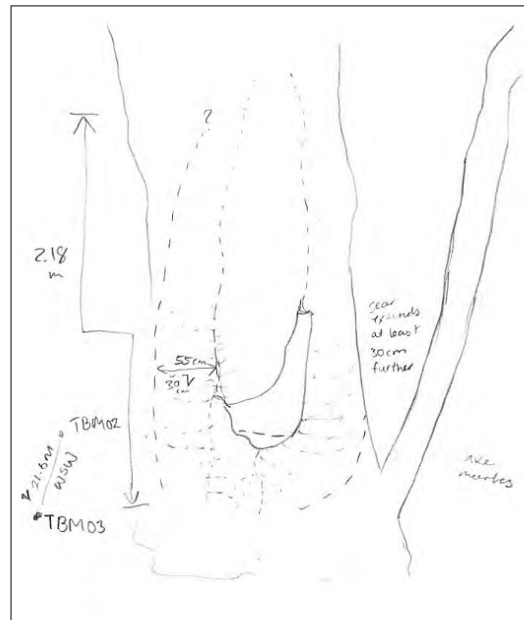 ?
2.18
m
scar
extends
at least
30cm
further
55cm
30
cm
TBM02
21.6m
WSW
TBM03
axe
marks